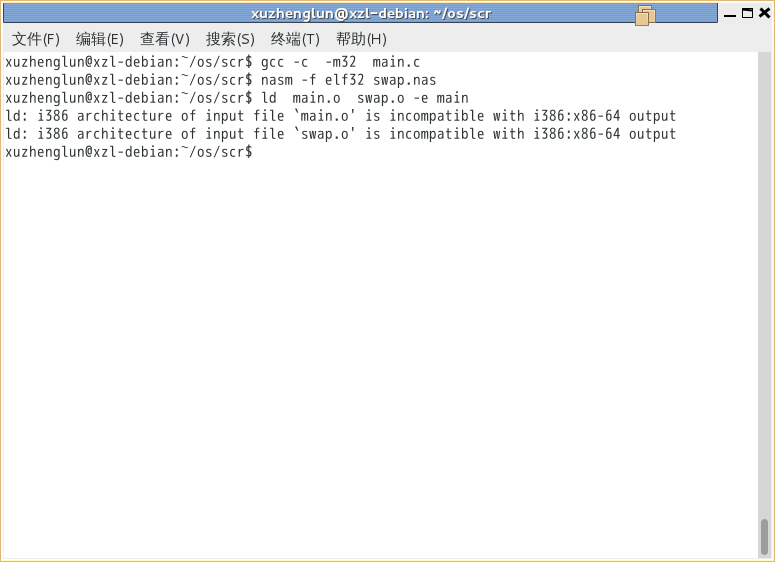 xuzhenglun@xzl-debian: ~/os/scr
文件(F) 编辑(E) 查看(V) 搜索(S) 终端(T) 帮助(H)
xuzhenglun@xzl-debian:~/os/scr$ gcc -c  -m32  main.c
xuzhenglun@xzl-debian:~/os/scr$ nasm -f elf32 swap.nas
xuzhenglun@xzl-debian:~/os/scr$ ld  main.o  swap.o -e main
ld: i386 architecture of input file `main.o' is incompatible with i386:x86-64 output
ld: i386 architecture of input file `swap.o' is incompatible with i386:x86-64 output
xuzhenglun@xzl-debian:~/os/scr$